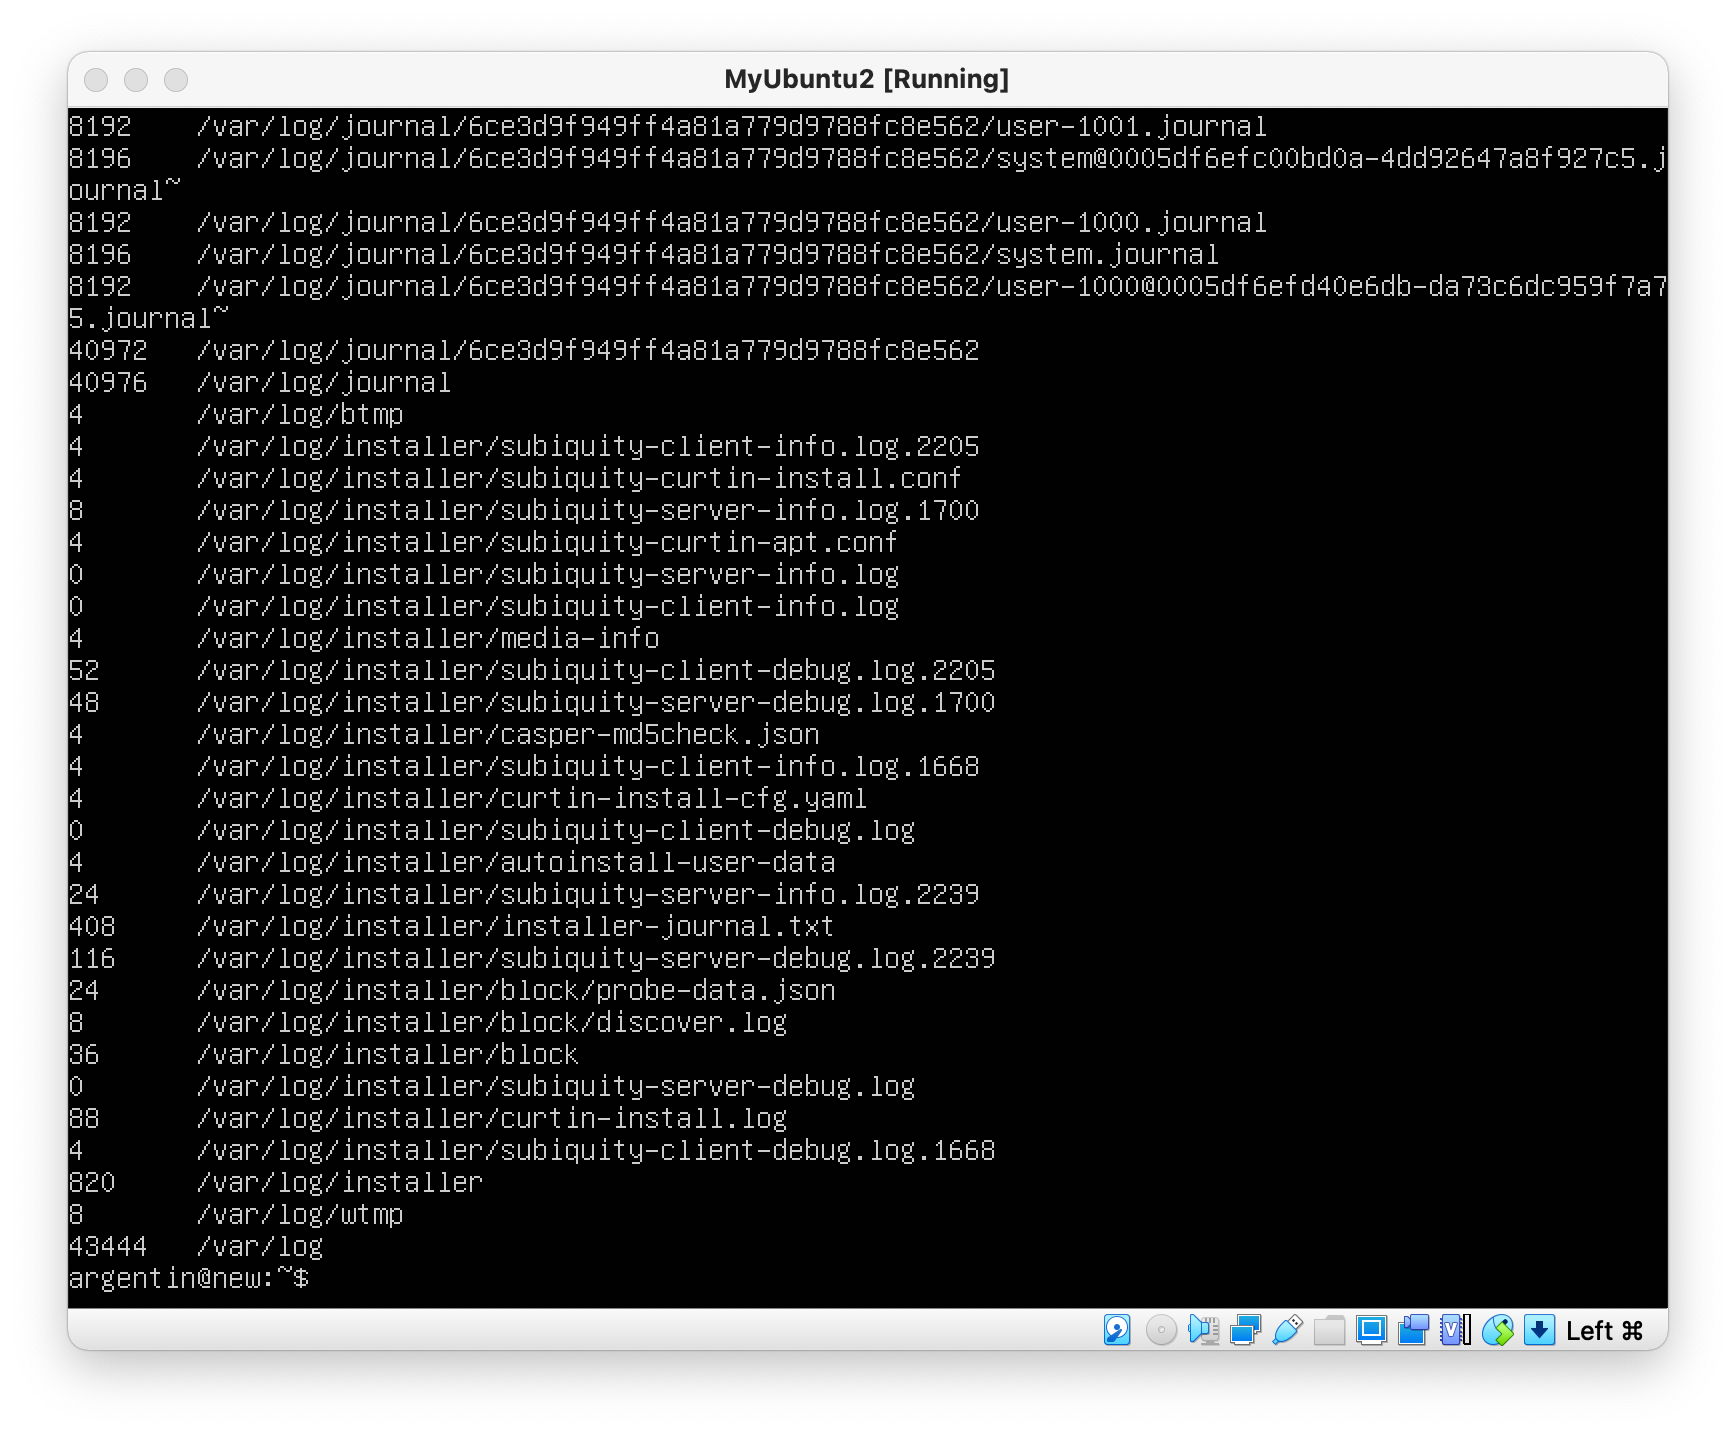 MyUbuntu2 [Running]
8192    /var/log/journal/6ce3d9f949ff4a81a779d9788fc8e562/user-1001.journal
8196    /var/log/journal/6ce3d9f949ff4a81a779d9788fc8e562/system@0005df6efc00bd0a-4dd92647a8f927c5.j
ournal~
8192    /var/log/journal/6ce3d9f949ff4a81a779d9788fc8e562/user-1000.journal
8196    /var/log/journal/6ce3d9f949ff4a81a779d9788fc8e562/system.journal
8192    /var/log/journal/6ce3d9f949ff4a81a779d9788fc8e562/user-1000@0005df6efd40e6db-da73c6dc959f7a7
5.journal~
40972   /var/log/journal/6ce3d9f949ff4a81a779d9788fc8e562
40976   /var/log/journal
4       /var/log/btmp
4       /var/log/installer/subiquity-client-info.log.2205
4       /var/log/installer/subiquity-curtin-install.conf
8       /var/log/installer/subiquity-server-info.log.1700
4       /var/log/installer/subiquity-curtin-apt.conf
0       /var/log/installer/subiquity-server-info.log
0       /var/log/installer/subiquity-client-info.log
4       /var/log/installer/media-info
52      /var/log/installer/subiquity-client-debug.log.2205
48      /var/log/installer/subiquity-server-debug.log.1700
4       /var/log/installer/casper-md5check.json
4       /var/log/installer/subiquity-client-info.log.1668
4       /var/log/installer/curtin-install-cfg.yaml
0       /var/log/installer/subiquity-client-debug.log
4       /var/log/installer/autoinstall-user-data
24      /var/log/installer/subiquity-server-info.log.2239
408     /var/log/installer/installer-journal.txt
116     /var/log/installer/subiquity-server-debug.log.2239
24      /var/log/installer/block/probe-data.json
8       /var/log/installer/block/discover.log
36      /var/log/installer/block
0       /var/log/installer/subiquity-server-debug.log
88      /var/log/installer/curtin-install.log
4       /var/log/installer/subiquity-client-debug.log.1668
820     /var/log/installer
8       /var/log/wtmp
43444   /var/log
argentin@new:~$
Left ⌘